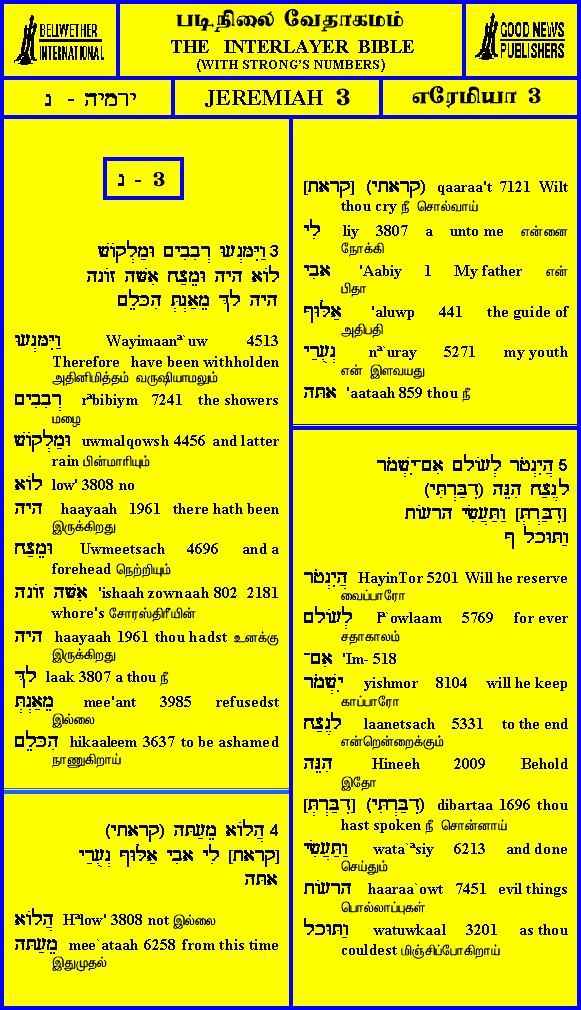 BELLWETHER
INTERNATIONAL
படிநிலை வேதாகமம்
THE INTERLAYER BIBLE
(WITH STRONG'S NUMBERS)
GOOD NEWS
PUBLISHERS
ירמיה - נ
JEREMIAH 3
எரேமியா 3
נ - 3
3 וַיִּמָּנְעוּ רְבִבִים וּמַלְקוֹשׁ
לוֹא הָיָה וּמֵצַח אִשָּׁה זוֹנָה
הָיָה לָךְ מֵאַנְתְּ הִכָּלֵם
וַיִּמָּנְעוּ Wayimaanª`uw 4513
Therefore have been withholden
அதினிமித்தம் வருஷியாமலும்
רְבִבִים rªbibiym 7241 the showers
மழை
וּמַלְקוֹשׁ uwmalqowsh 4456 and latter
rain பின்மாரியும்
לוֹא low' 3808 no
היה haayaah 1961 there hath been
இருக்கிறது
וּמֵצַח Uwmeetsach 4696 and a
forehead நெற்றியும்
אִשָּׁה זוֹנָה 'ishaah zownaah 802 2181
whore's சோரஸ்திரீயின்
היה haayaah 1961 thou hadst உனக்கு
இருக்கிறது
לָךְ laak 3807 a thou நீ
מֵאַנְתְּ mee'ant 3985 refusedst
இல்லை
הִכָּלֵם hikaaleem 3637 to be ashamed
நாணுகிறாய்
4 הֲלוֹא מֵעַתָּה (קראתי)
[קראת] לִי אָבִי אַלּוּף נְעֻרַי
אתה
הֲלוֹא Hªlow' 3808 not இல்லை
מֵעַתָּה mee`ataah 6258 from this time
இதுமுதல்
[קראת] (קראתי) qaaraa't 7121 Wilt
thou cry நீ சொல்வாய்
לִי liy 3807 a unto me என்னை
நோக்கி
אבי 'Aabiy 1 My father என்
பிதா
אַלּוּף 'aluwp 441 the guide of
அதிபதி
נְעֻרַי nª`uray 5271 my youth
என் இளவயது
אתה 'aataah 859 thou நீ
5 הֲיִנְטֹר לְעוֹלָם אִם־יִשְׁמֹר
לָנֶצַח הִנֵּה (דִבַּרְתִּי)
[דִבַּרְתְּ] וַתַּעֲשִׂי הָרָעוֹת
וַתּוּכָל ף
הֲיִנְטֹר HayinTor 5201 Will he reserve
வைப்பாரோ
לְעוֹלָם lª`owlaam 5769 for ever
சதாகாலம்
אִם־ 'Im- 518
יִשְׁמֹר yishmor 8104 will he keep
காப்பாரோ
לָנֶצַח laanetsach 5331 to the end
என்றென்றைக்கும்
הִנֵּה Hineeh 2009 Behold
இதோ
[דִבַּרְתְּ] (דִבַּרְתִּי) dibartaa 1696 thou
hast spoken நீ சொன்னாய்
וַתַּעֲשִׂי wata`ªsiy 6213 and done
செய்தும்
הרעות haaraa`owt 7451 evil things
பொல்லாப்புகள்
וַתּוּכָל watuwkaal 3201 as thou
couldest மிஞ்சிப்போகிறாய்